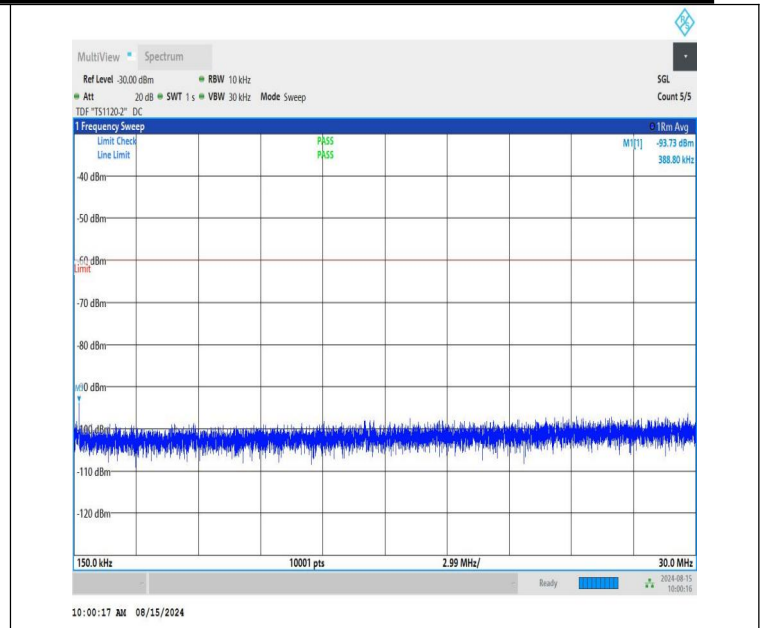 MultiView Spectrum
Ref Level -30.00 dBm RBW 10 kHz SGL
Att 20 dB SWT 1 s VBW 30 kHz Mode Sweep Count 5/5
TDF "TS1120-2" DC
1 Frequency Sweep 1Rm Avg
Limit Check PASS M1[1] -93.73 dBm
Line Limit PASS 388.80 kHz
-40 dBm
-50 dBm
-60 dBm
Limit
-70 dBm
-80 dBm
-90 dBm
-100 dBm
-110 dBm
-120 dBm
150.0 kHz 10001 pts 2.99 MHz/ 30.0 MHz
Ready 2024-08-15
10:00:16
10:00:17 AM 08/15/2024